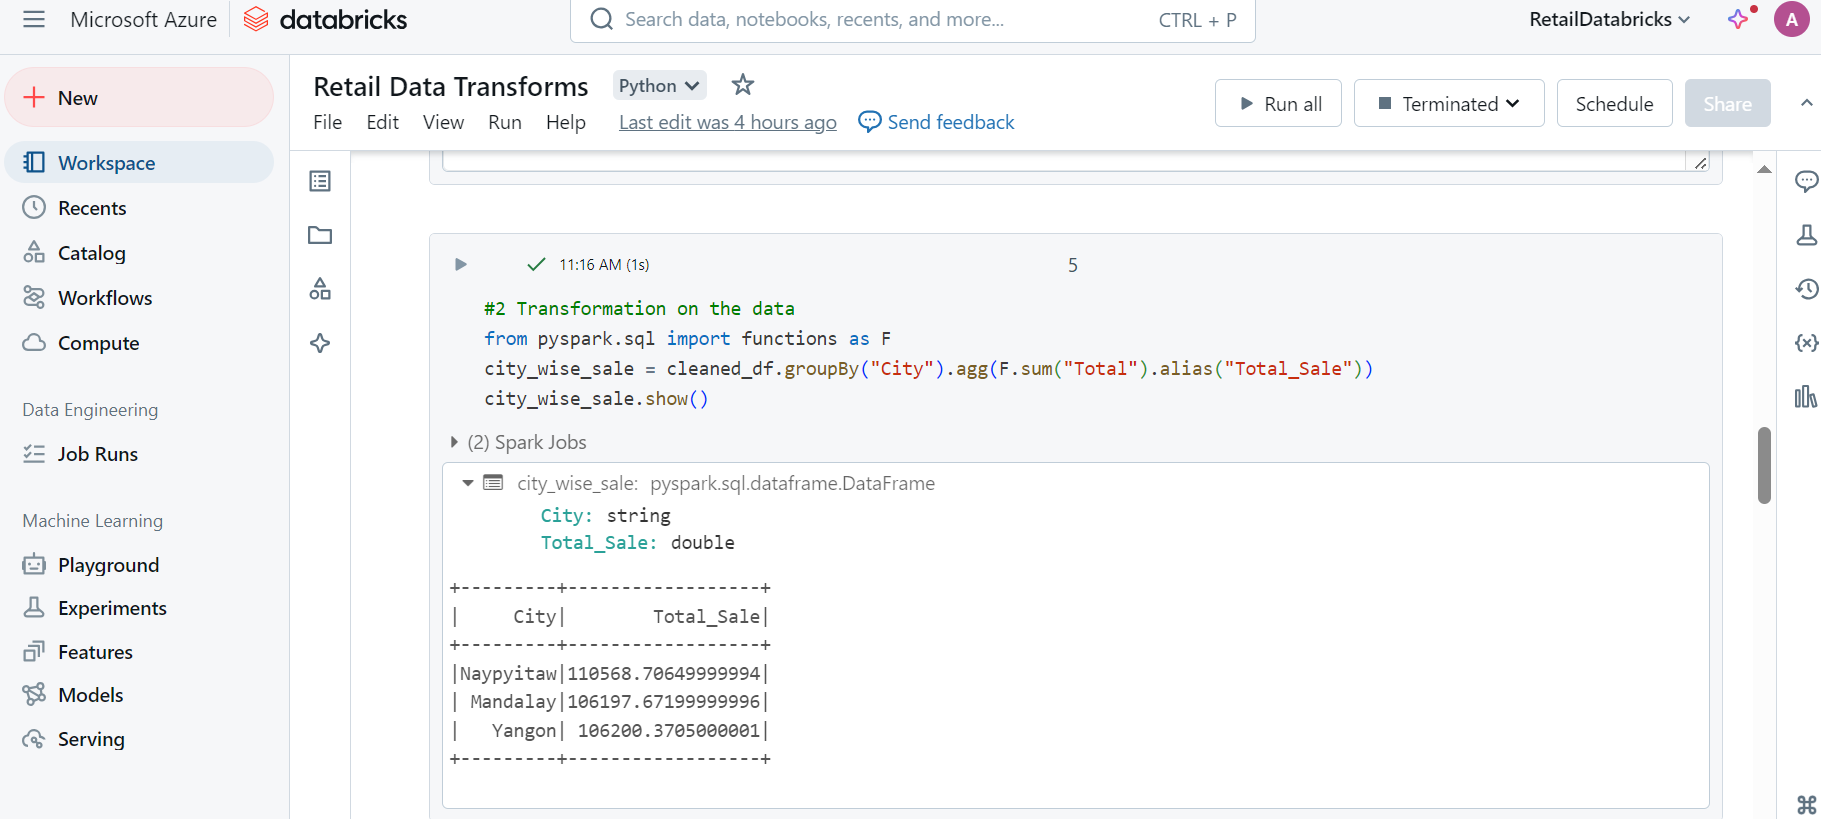 Microsoft Azure
databricks
Search data, notebooks, recents, and more...
CTRL + P
RetailDatabricks
A
New
Workspace
Recents
Catalog
Workflows
Compute
Data Engineering
Job Runs
Machine Learning
Playground
Experiments
Features
Models
Serving
Retail Data Transforms
Python
File Edit View Run Help Last edit was 4 hours ago Send feedback
Run all
Terminated
Schedule
Share
11:16 AM (1s)
5
#2 Transformation on the data
from pyspark.sql import functions as F
city_wise_sale = cleaned_df.groupBy("City").agg(F.sum("Total").alias("Total_Sale"))
city_wise_sale.show()
(2) Spark Jobs
city_wise_sale: pyspark.sql.dataframe.DataFrame
City: string
Total_Sale: double
+---------+------------------+
|     City|        Total_Sale|
+---------+------------------+
|Naypyitaw|110568.70649999994|
| Mandalay|106197.67199999996|
|   Yangon| 106200.3705000001|
+---------+------------------+